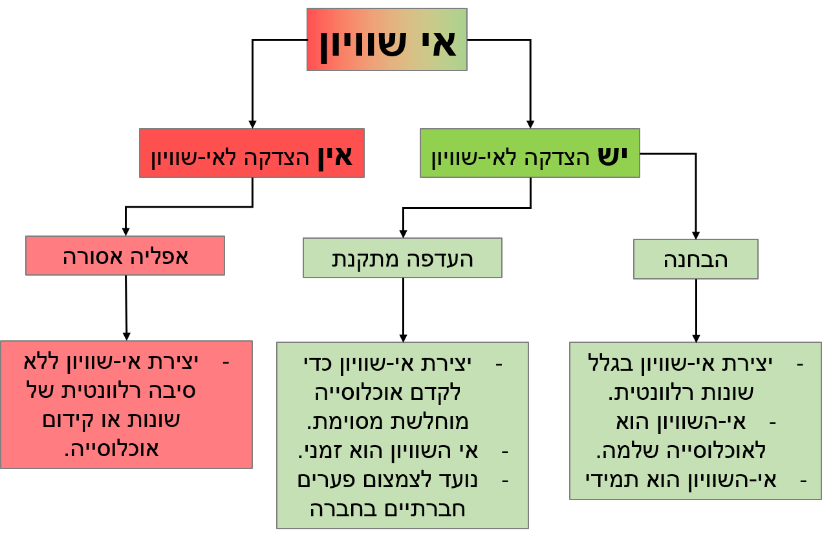 אי שוויון
יש הצדקה לאי-שוויון
אין הצדקה לאי-שוויון
הבחנה
העדפה מתקנת
אפליה אסורה
- יצירת אי-שוויון בגלל
שונות רלוונטית.
- אי-השוויון הוא
לאוכלוסייה שלמה.
- אי-השוויון הוא תמידי
- יצירת אי-שוויון כדי
לקדם אוכלוסייה
מוחלשת מסוימת.
- אי השוויון הוא זמני.
- נועד לצמצום פערים
חברתיים בחברה
- יצירת אי-שוויון ללא
סיבה רלוונטית של
שונות או קידום
אוכלוסייה.